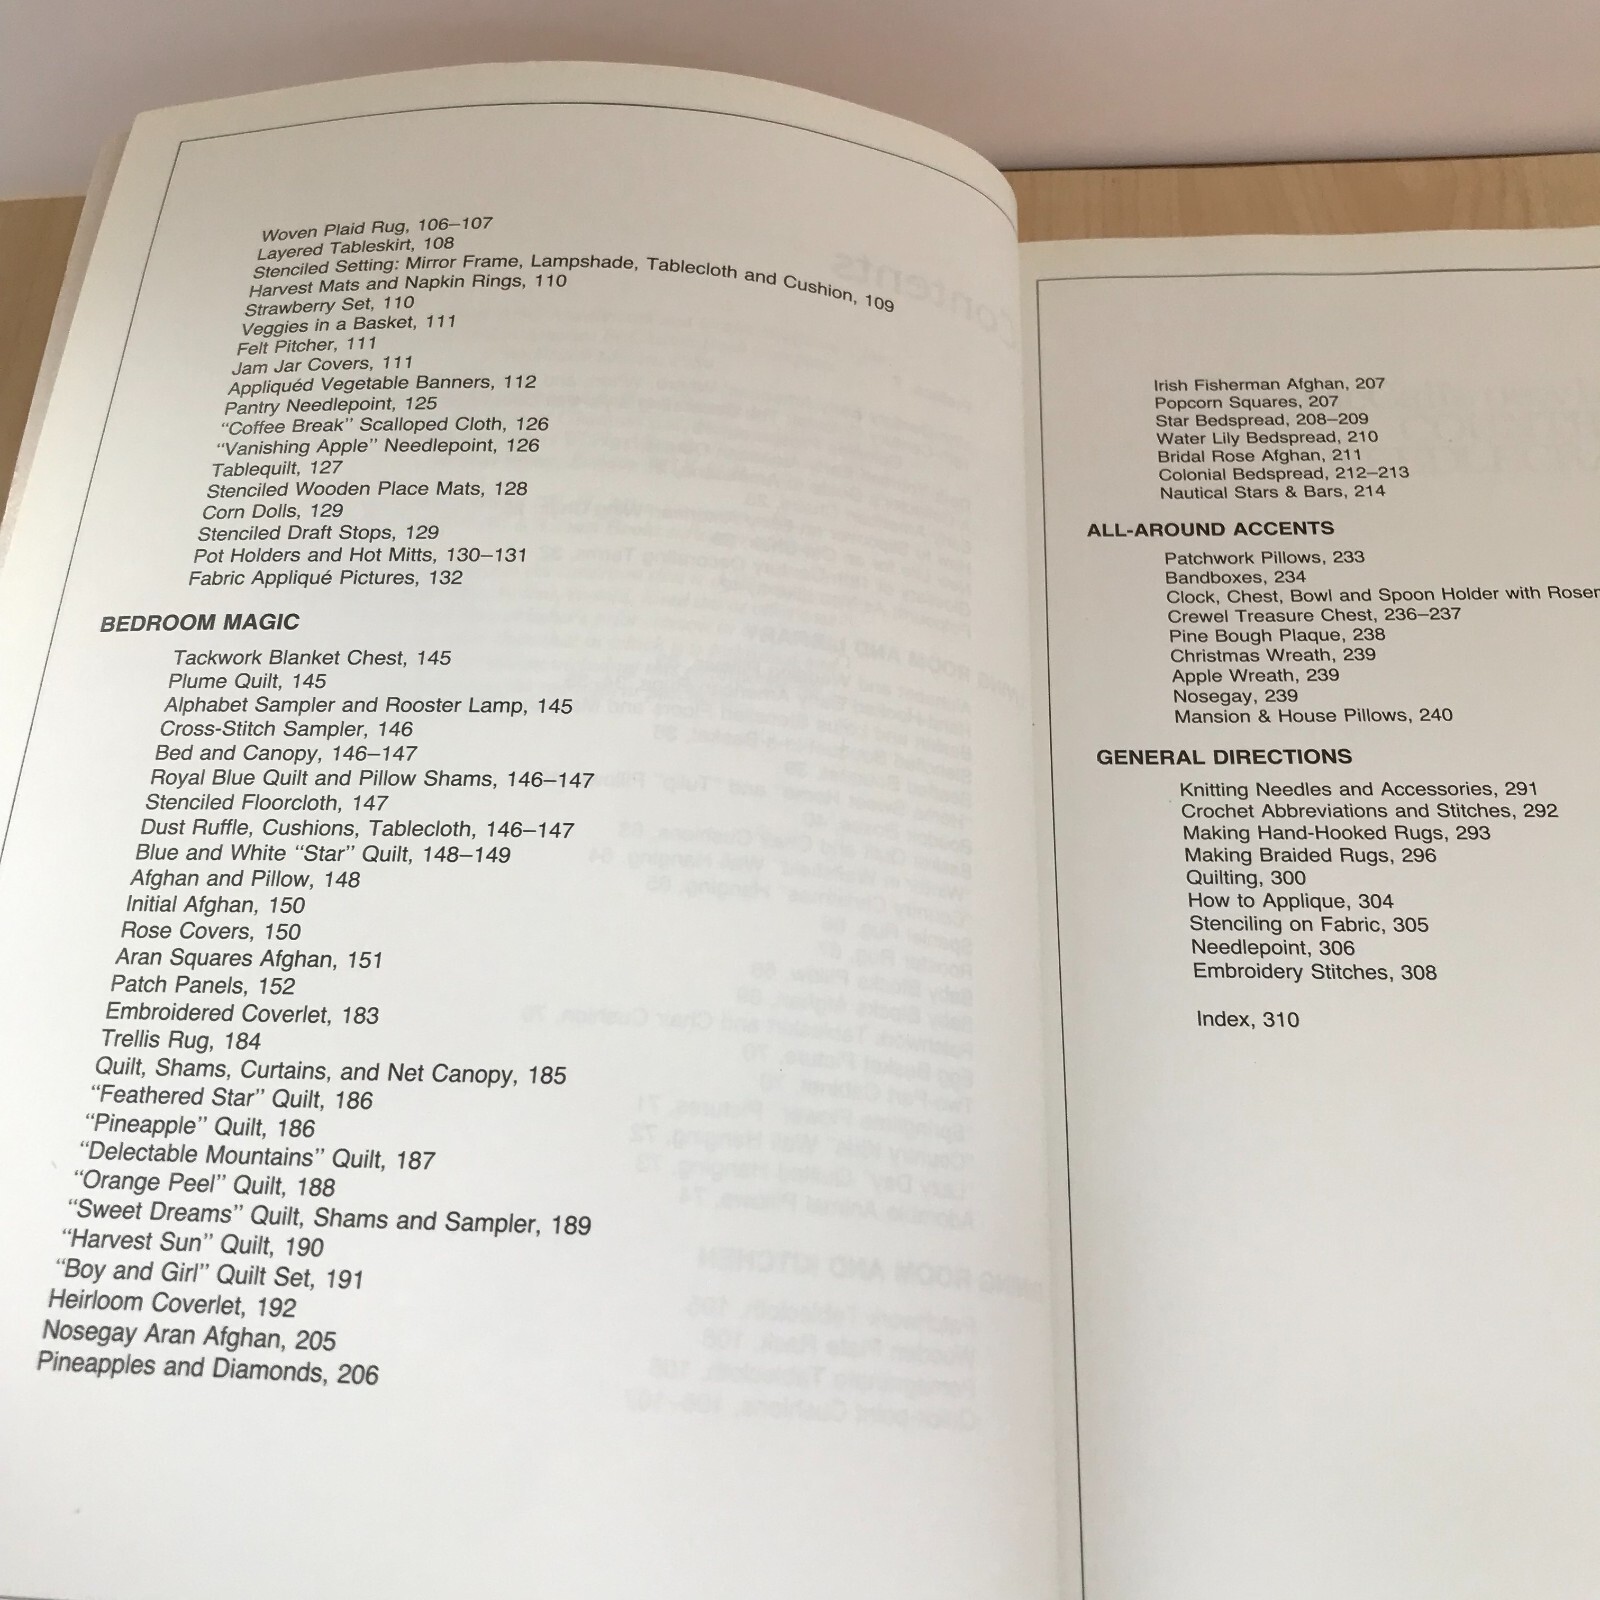 Woven Plaid Rug, 106–107
Layered Tableskirt, 108
Stenciled Setting: Mirror Frame, Lampshade, Tablecloth and Cushion, 109
Harvest Mats and Napkin Rings, 110
Strawberry Set, 110
Veggies in a Basket, 111
Felt Pitcher, 111
Jam Jar Covers, 111
Appliquéd Vegetable Banners, 112
Pantry Needlepoint, 125
“Coffee Break” Scalloped Cloth, 126
“Vanishing Apple” Needlepoint, 126
Tablequilt, 127
Stenciled Wooden Place Mats, 128
Corn Dolls, 129
Stenciled Draft Stops, 129
Pot Holders and Hot Mitts, 130–131
Fabric Appliqué Pictures, 132
BEDROOM MAGIC
Tackwork Blanket Chest, 145
Plume Quilt, 145
Alphabet Sampler and Rooster Lamp, 145
Cross-Stitch Sampler, 146
Bed and Canopy, 146–147
Royal Blue Quilt and Pillow Shams, 146–147
Stenciled Floorcloth, 147
Dust Ruffle, Cushions, Tablecloth, 146–147
Blue and White “Star” Quilt, 148–149
Afghan and Pillow, 148
Initial Afghan, 150
Rose Covers, 150
Aran Squares Afghan, 151
Patch Panels, 152
Embroidered Coverlet, 183
Trellis Rug, 184
Quilt, Shams, Curtains, and Net Canopy, 185
“Feathered Star” Quilt, 186
“Pineapple” Quilt, 186
“Delectable Mountains” Quilt, 187
“Orange Peel” Quilt, 188
“Sweet Dreams” Quilt, Shams and Sampler, 189
“Harvest Sun” Quilt, 190
“Boy and Girl” Quilt Set, 191
Heirloom Coverlet, 192
Nosegay Aran Afghan, 205
Pineapples and Diamonds, 206
Irish Fisherman Afghan, 207
Popcorn Squares, 207
Star Bedspread, 208–209
Water Lily Bedspread, 210
Bridal Rose Afghan, 211
Colonial Bedspread, 212–213
Nautical Stars & Bars, 214
ALL-AROUND ACCENTS
Patchwork Pillows, 233
Bandboxes, 234
Clock, Chest, Bowl and Spoon Holder with
Crewel Treasure Chest, 236–237
Pine Bough Plaque, 238
Christmas Wreath, 239
Apple Wreath, 239
Nosegay, 239
Mansion & House Pillows, 240
GENERAL DIRECTIONS
Knitting Needles and Accessories, 291
Crochet Abbreviations and Stitches, 292
Making Hand-Hooked Rugs, 293
Making Braided Rugs, 296
Quilting, 300
How to Applique, 304
Stenciling on Fabric, 305
Needlepoint, 306
Embroidery Stitches, 308
Index, 310